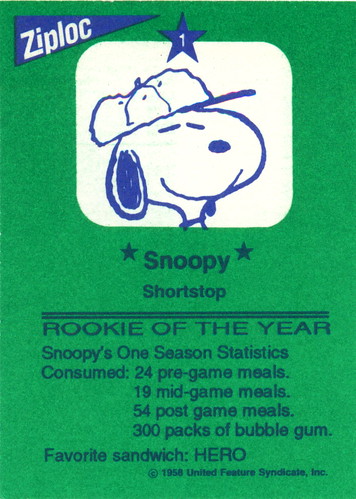 Ziploc
1
Snoopy
Shortstop
ROOKIE OF THE YEAR
Snoopy's One Season Statistics
Consumed: 24 pre-game meals.
19 mid-game meals.
54 post game meals.
300 packs of bubble gum.
Favorite sandwich: HERO
© 1958 United Feature Syndicate, Inc.